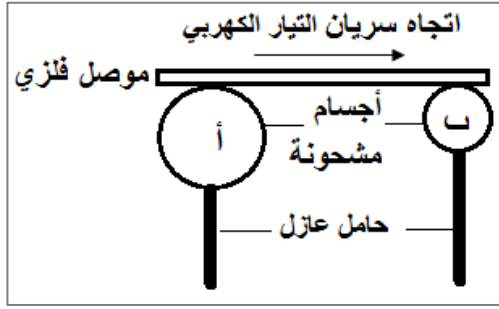 اتجاه سريان التيار الكهربي
موصل فلزي
أجسام
مشحونة
أ
ب
حامل عازل